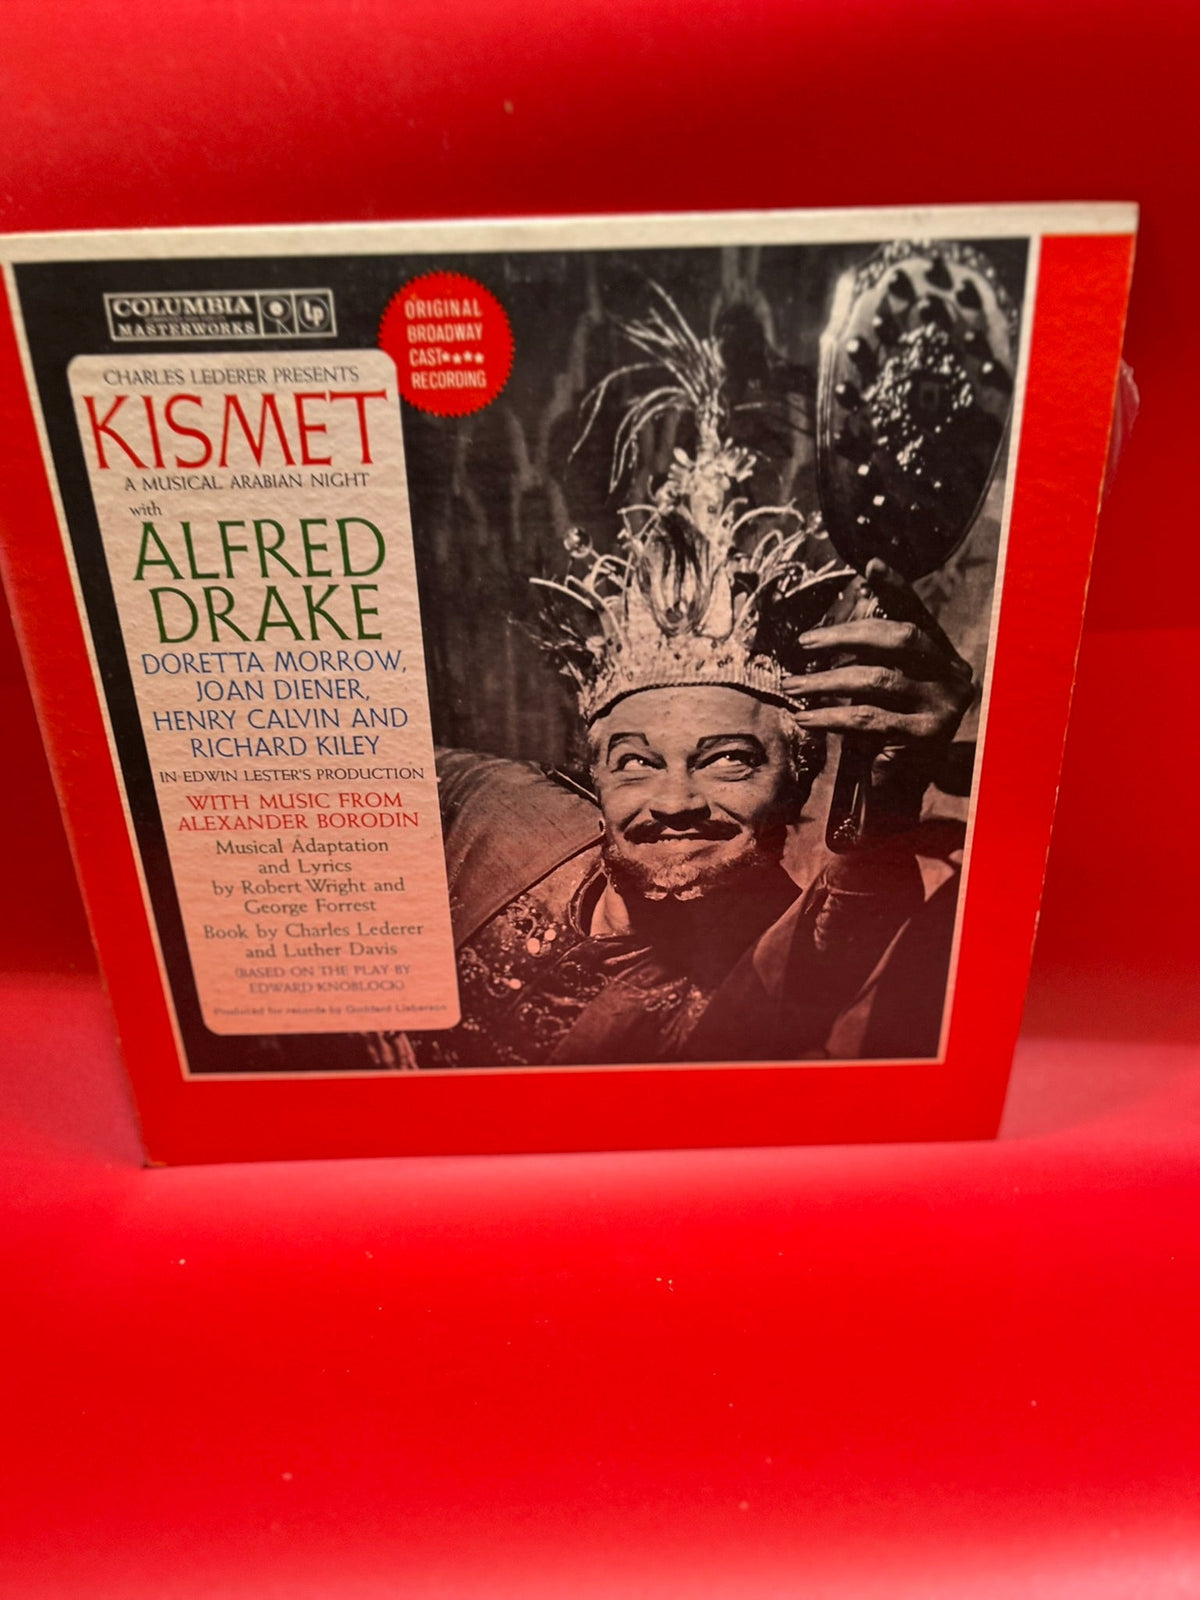 COLUMBIA
MASTERWORKS
LP
ORIGINAL
BROADWAY
CAST★★★★
RECORDING
CHARLES LEDERER PRESENTS
KISMET
A MUSICAL ARABIAN NIGHT
with
ALFRED
DRAKE
DORETTA MORROW,
JOAN DIENER,
HENRY CALVIN AND
RICHARD KILEY
IN EDWIN LESTER'S PRODUCTION
WITH MUSIC FROM
ALEXANDER BORODIN
Musical Adaptation
and Lyrics
by Robert Wright and
George Forrest
Book by Charles Lederer
and Luther Davis
(BASED ON THE PLAY BY
EDWARD KNOBLOCK)
Produced for records by Goddard Lieberson